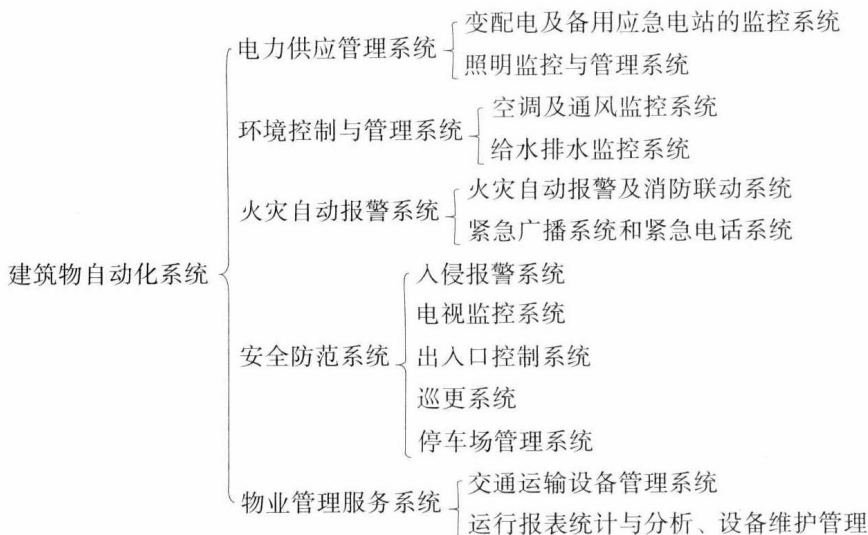 建筑物自动化系统
电力供应管理系统
变配电及备用应急电站的监控系统
照明监控与管理系统
环境控制与管理系统
空调及通风监控系统
给水排水监控系统
火灾自动报警系统
火灾自动报警及消防联动系统
紧急广播系统和紧急电话系统
安全防范系统
入侵报警系统
电视监控系统
出入口控制系统
巡更系统
停车场管理系统
物业管理服务系统
交通运输设备管理系统
运行报表统计与分析、设备维护管理